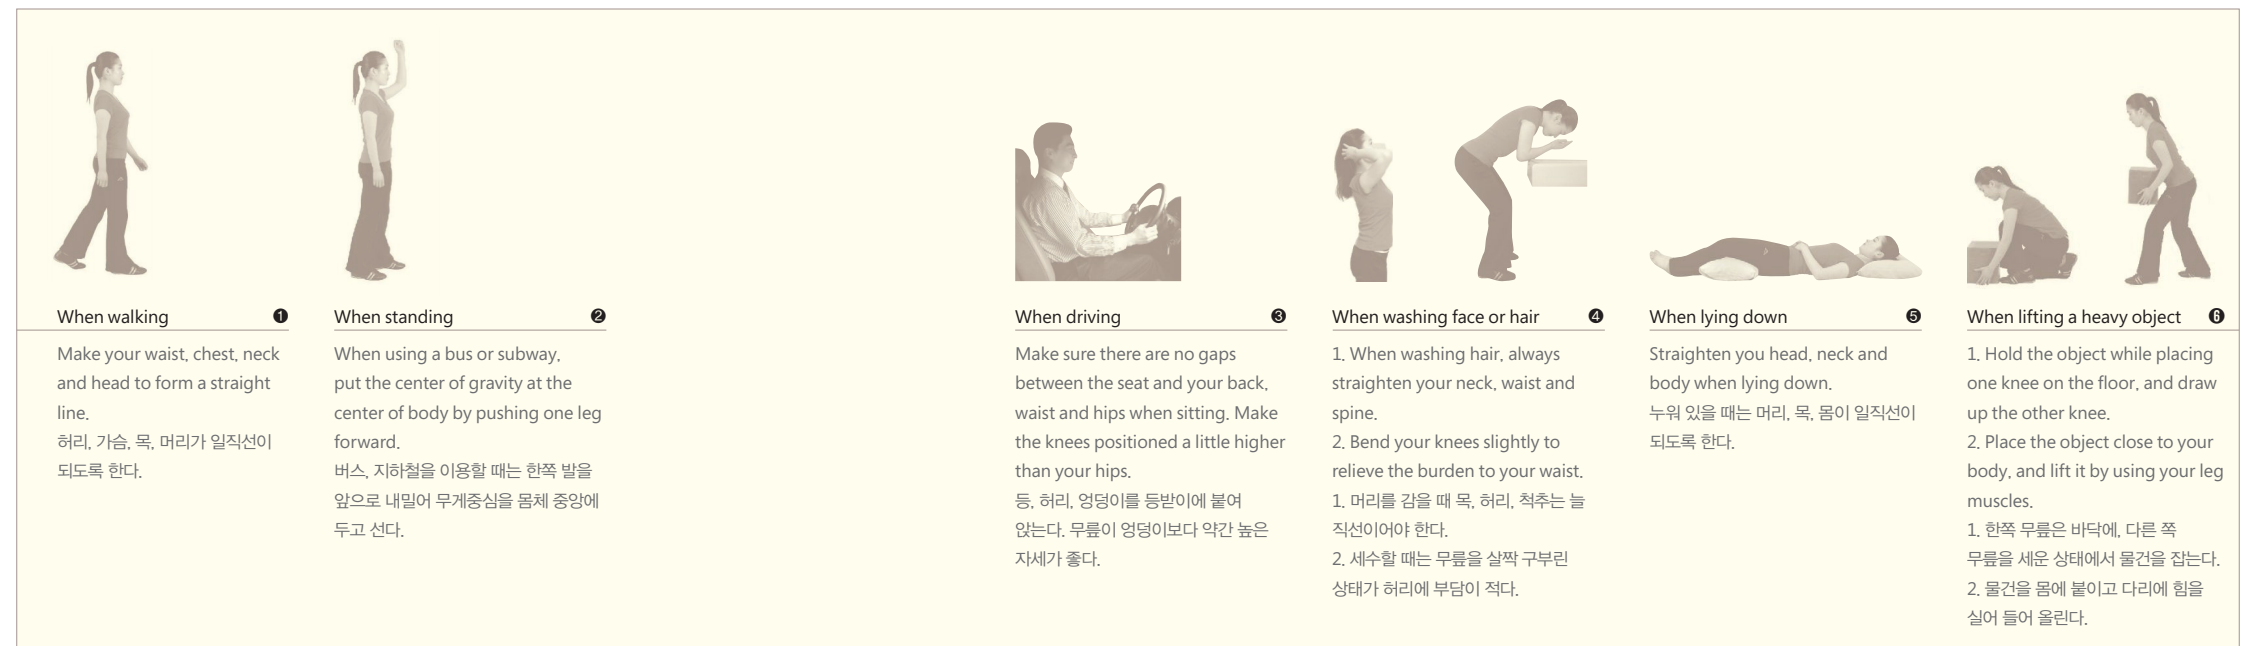 When walking ❶
Make your waist, chest, neck
and head to form a straight
line.
허리, 가슴, 목, 머리가 일직선이
되도록 한다.
When standing ❷
When using a bus or subway,
put the center of gravity at the
center of body by pushing one leg
forward.
버스, 지하철을 이용할 때는 한쪽 발을
앞으로 내밀어 무게중심을 몸체 중앙에
두고 선다.
When driving ❸
Make sure there are no gaps
between the seat and your back,
waist and hips when sitting. Make
the knees positioned a little higher
than your hips.
등, 허리, 엉덩이를 등받이에 붙여
앉는다. 무릎이 엉덩이보다 약간 높은
자세가 좋다.
When washing face or hair ❹
1. When washing hair, always
straighten your neck, waist and
spine.
2. Bend your knees slightly to
relieve the burden to your waist.
1. 머리를 감을 때 목, 허리, 척추는 늘
직선이어야 한다.
2. 세수할 때는 무릎을 살짝 구부린
상태가 허리에 부담이 적다.
When lying down ❺
Straighten you head, neck and
body when lying down.
누워 있을 때는 머리, 목, 몸이 일직선이
되도록 한다.
When lifting a heavy object ❻
1. Hold the object while placing
one knee on the floor, and draw
up the other knee.
2. Place the object close to your
body, and lift it by using your leg
muscles.
1. 한쪽 무릎은 바닥에, 다른 쪽
무릎을 세운 상태에서 물건을 잡는다.
2. 물건을 몸에 붙이고 다리에 힘을
실어 들어 올린다.